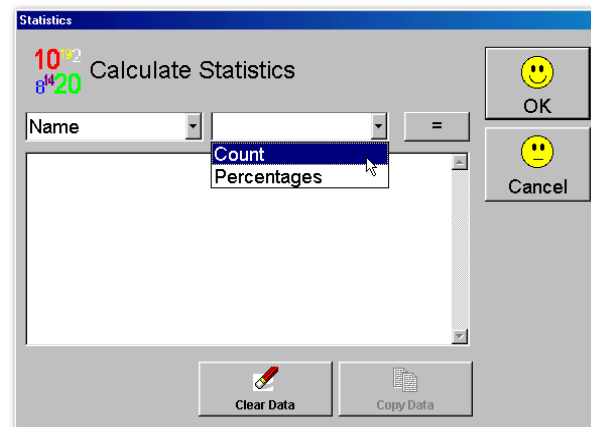 Statistics
10 19 2
8 14 20
Calculate Statistics
OK
Name
=
Count
Percentages
Cancel
Clear Data
Copy Data